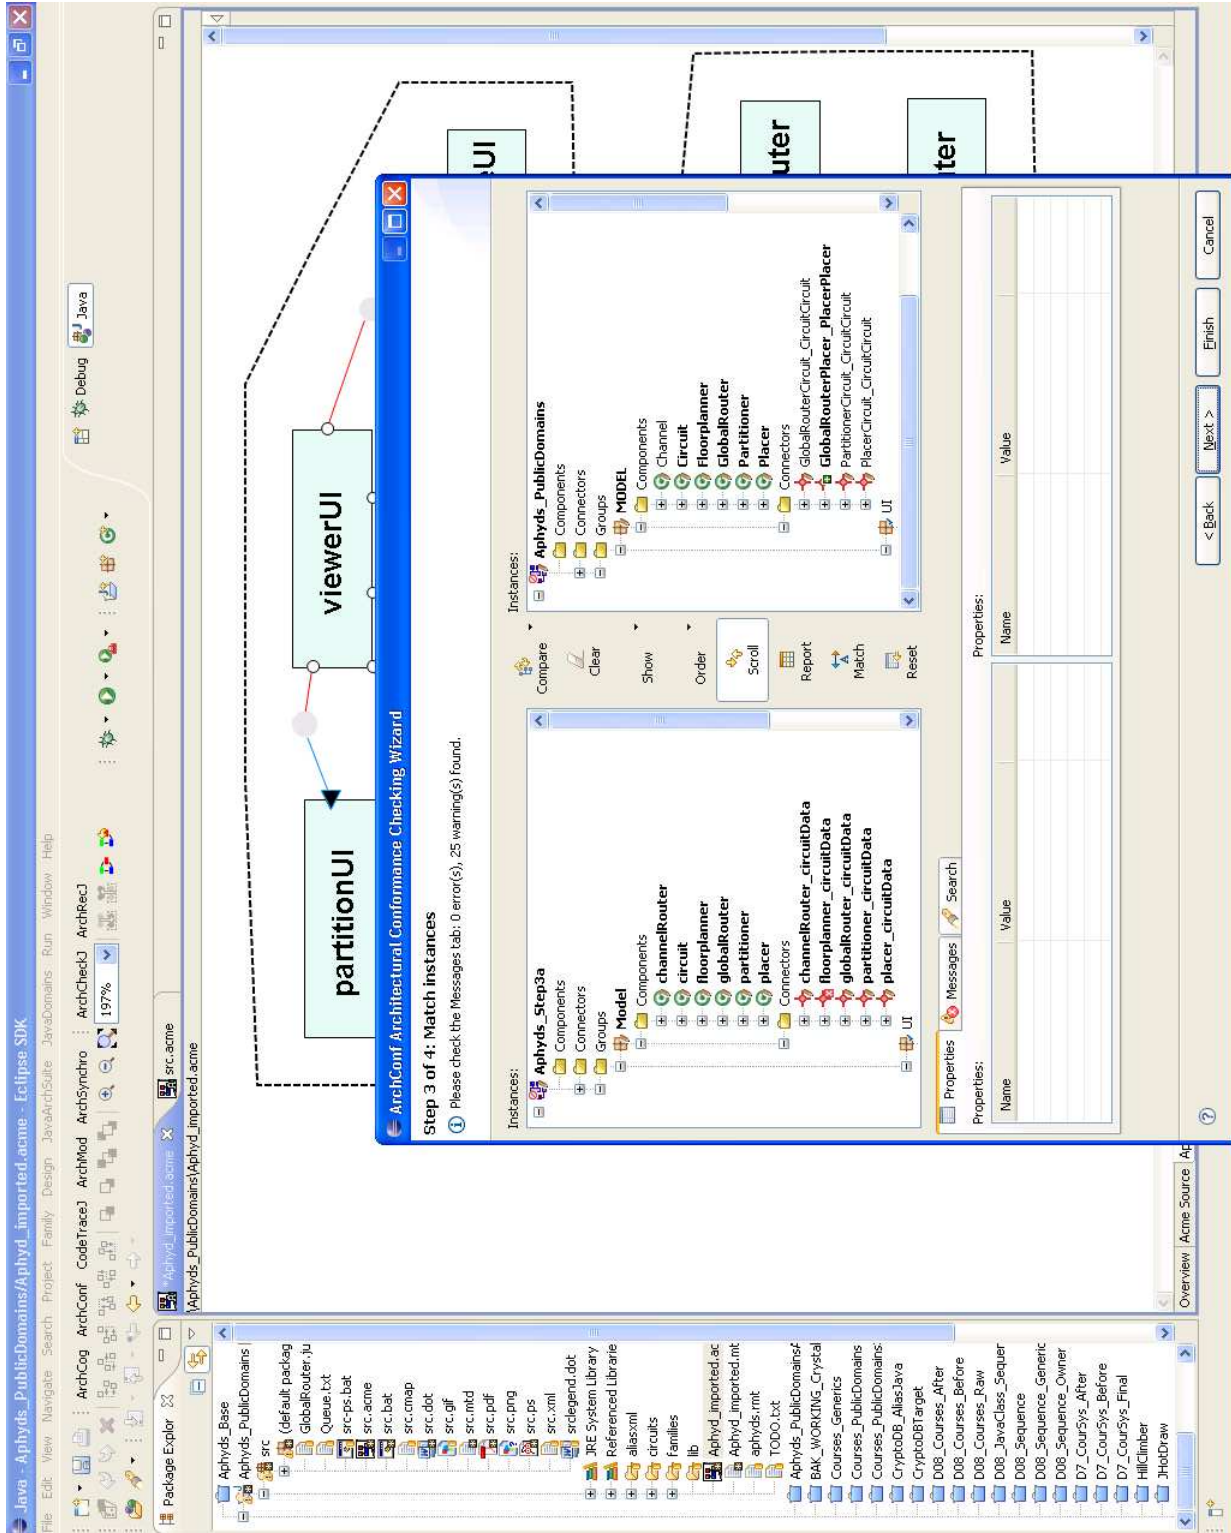 Java - Aphyds_PublicDomains/Aphyd_imported.acme - Eclipse SDK
File Edit View Navigate Search Project Family Design JavaArchSuite JavaDomains Run Window Help
ArchCog ArchConf CodeTraceJ ArchMod ArchSynchro ArchCheckJ ArchRecJ
Debug Java
197%
Package Explor
*Aphyd_imported.acme
src.acme
\Aphyds_PublicDomains\Aphyd_imported.acme
Aphyds_Base
Aphyds_PublicDomains
src
(default packag
GlobalRouter.ju
Queue.txt
src-ps.bat
src.acme
src.bat
src.cmap
src.dot
src.gif
src.mtd
src.pdf
src.png
src.ps
src.xml
srclegend.dot
JRE System Library
Referenced Librarie
aliasxml
circuits
families
lib
Aphyd_imported.ac
Aphyd_imported.mt
aphyds.rmt
TODO.txt
Aphyds_PublicDomainsA
BAK_WORKING_Crystal
Courses_Generics
Courses_PublicDomains
Courses_PublicDomains:
CryptoDB_AliasJava
CryptoDBTarget
D08_Courses_After
D08_Courses_Before
D08_Courses_Raw
D08_JavaClass_Sequer
D08_Sequence
D08_Sequence_Generic
D08_Sequence_Owner
D7_CourSys_After
D7_CourSys_Before
D7_CourSys_Final
HillClimber
JHotDraw
partitionUI
viewerUI
eUI
uter
ter
ArchConf Architectural Conformance Checking Wizard
Step 3 of 4: Match instances
Please check the Messages tab: 0 error(s), 25 warning(s) found.
Instances:
Aphyds_Step3a
Components
Connectors
Groups
Model
Components
channelRouter
circuit
floorplanner
globalRouter
partitioner
placer
Connectors
channelRouter_circuitData
floorplanner_circuitData
globalRouter_circuitData
partitioner_circuitData
placer_circuitData
UI
Compare
Clear
Show
Order
Scroll
Report
Match
Reset
Instances:
Aphyds_PublicDomains
Components
Connectors
Groups
MODEL
Components
Channel
Circuit
Floorplanner
GlobalRouter
Partitioner
Placer
Connectors
GlobalRouterCircuit_CircuitCircuit
GlobalRouterPlacer_PlacerPlacer
PartitionerCircuit_CircuitCircuit
PlacerCircuit_CircuitCircuit
UI
Properties Messages Search
Properties:
Name Value
Properties:
Name Value
< Back Next > Finish Cancel
Overview Acme Source Ap